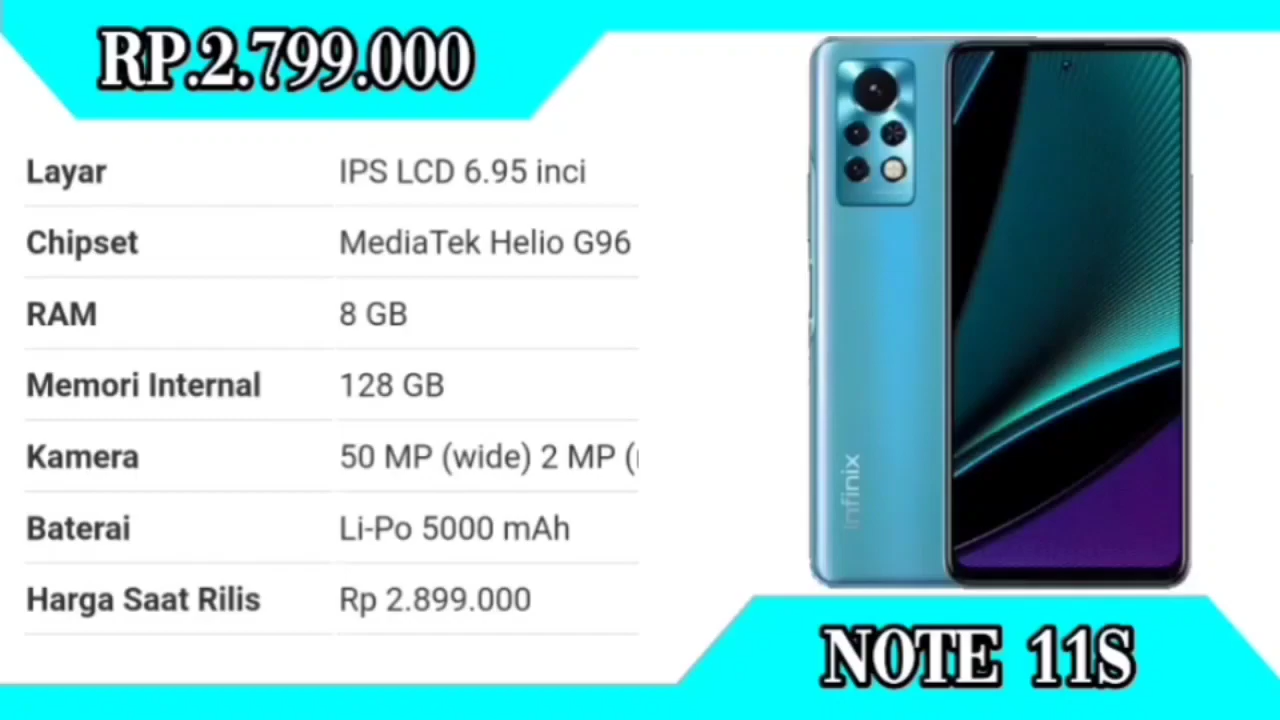 RP.2.799.000
Layar IPS LCD 6.95 inci
Chipset MediaTek Helio G96
RAM 8 GB
Memori Internal 128 GB
Kamera 50 MP (wide) 2 MP (
Baterai Li-Po 5000 mAh
Harga Saat Rilis Rp 2.899.000
Infinix
NOTE 11S